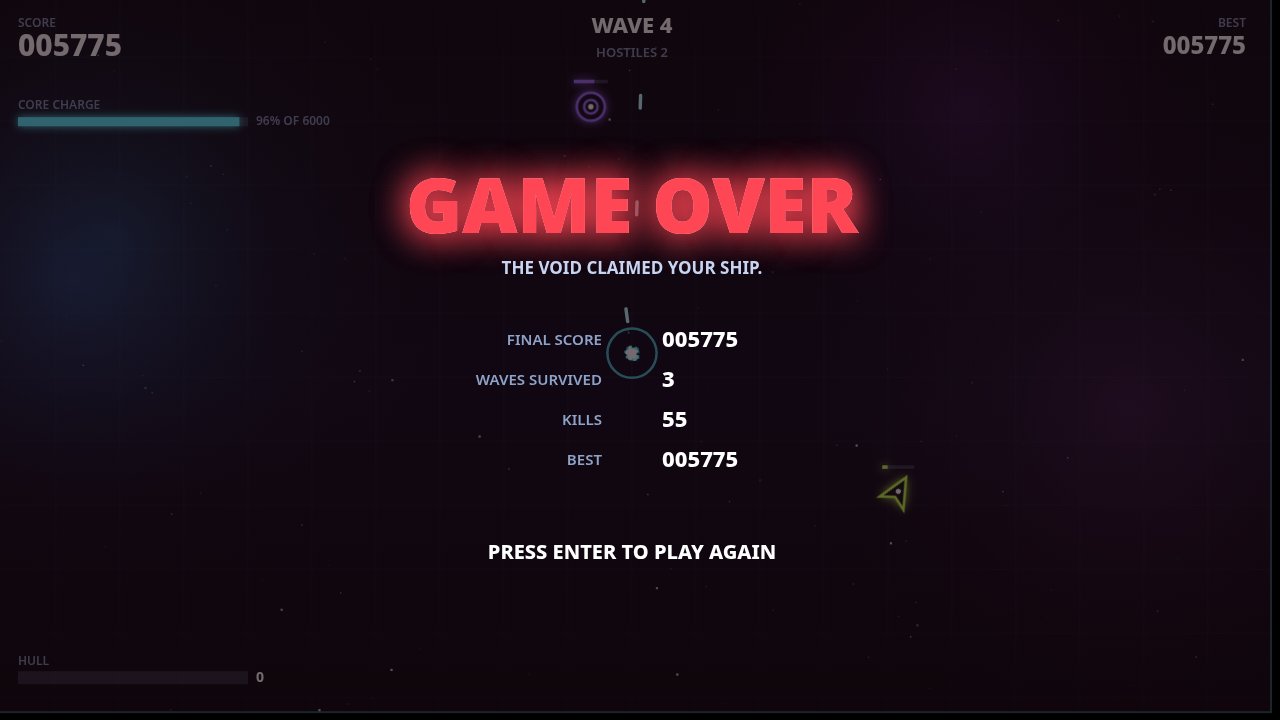 SCORE
005775
WAVE 4
HOSTILES 2
BEST
005775
CORE CHARGE
96% OF 6000
GAME OVER
THE VOID CLAIMED YOUR SHIP.
FINAL SCORE 005775
WAVES SURVIVED 3
KILLS 55
BEST 005775
PRESS ENTER TO PLAY AGAIN
HULL
0